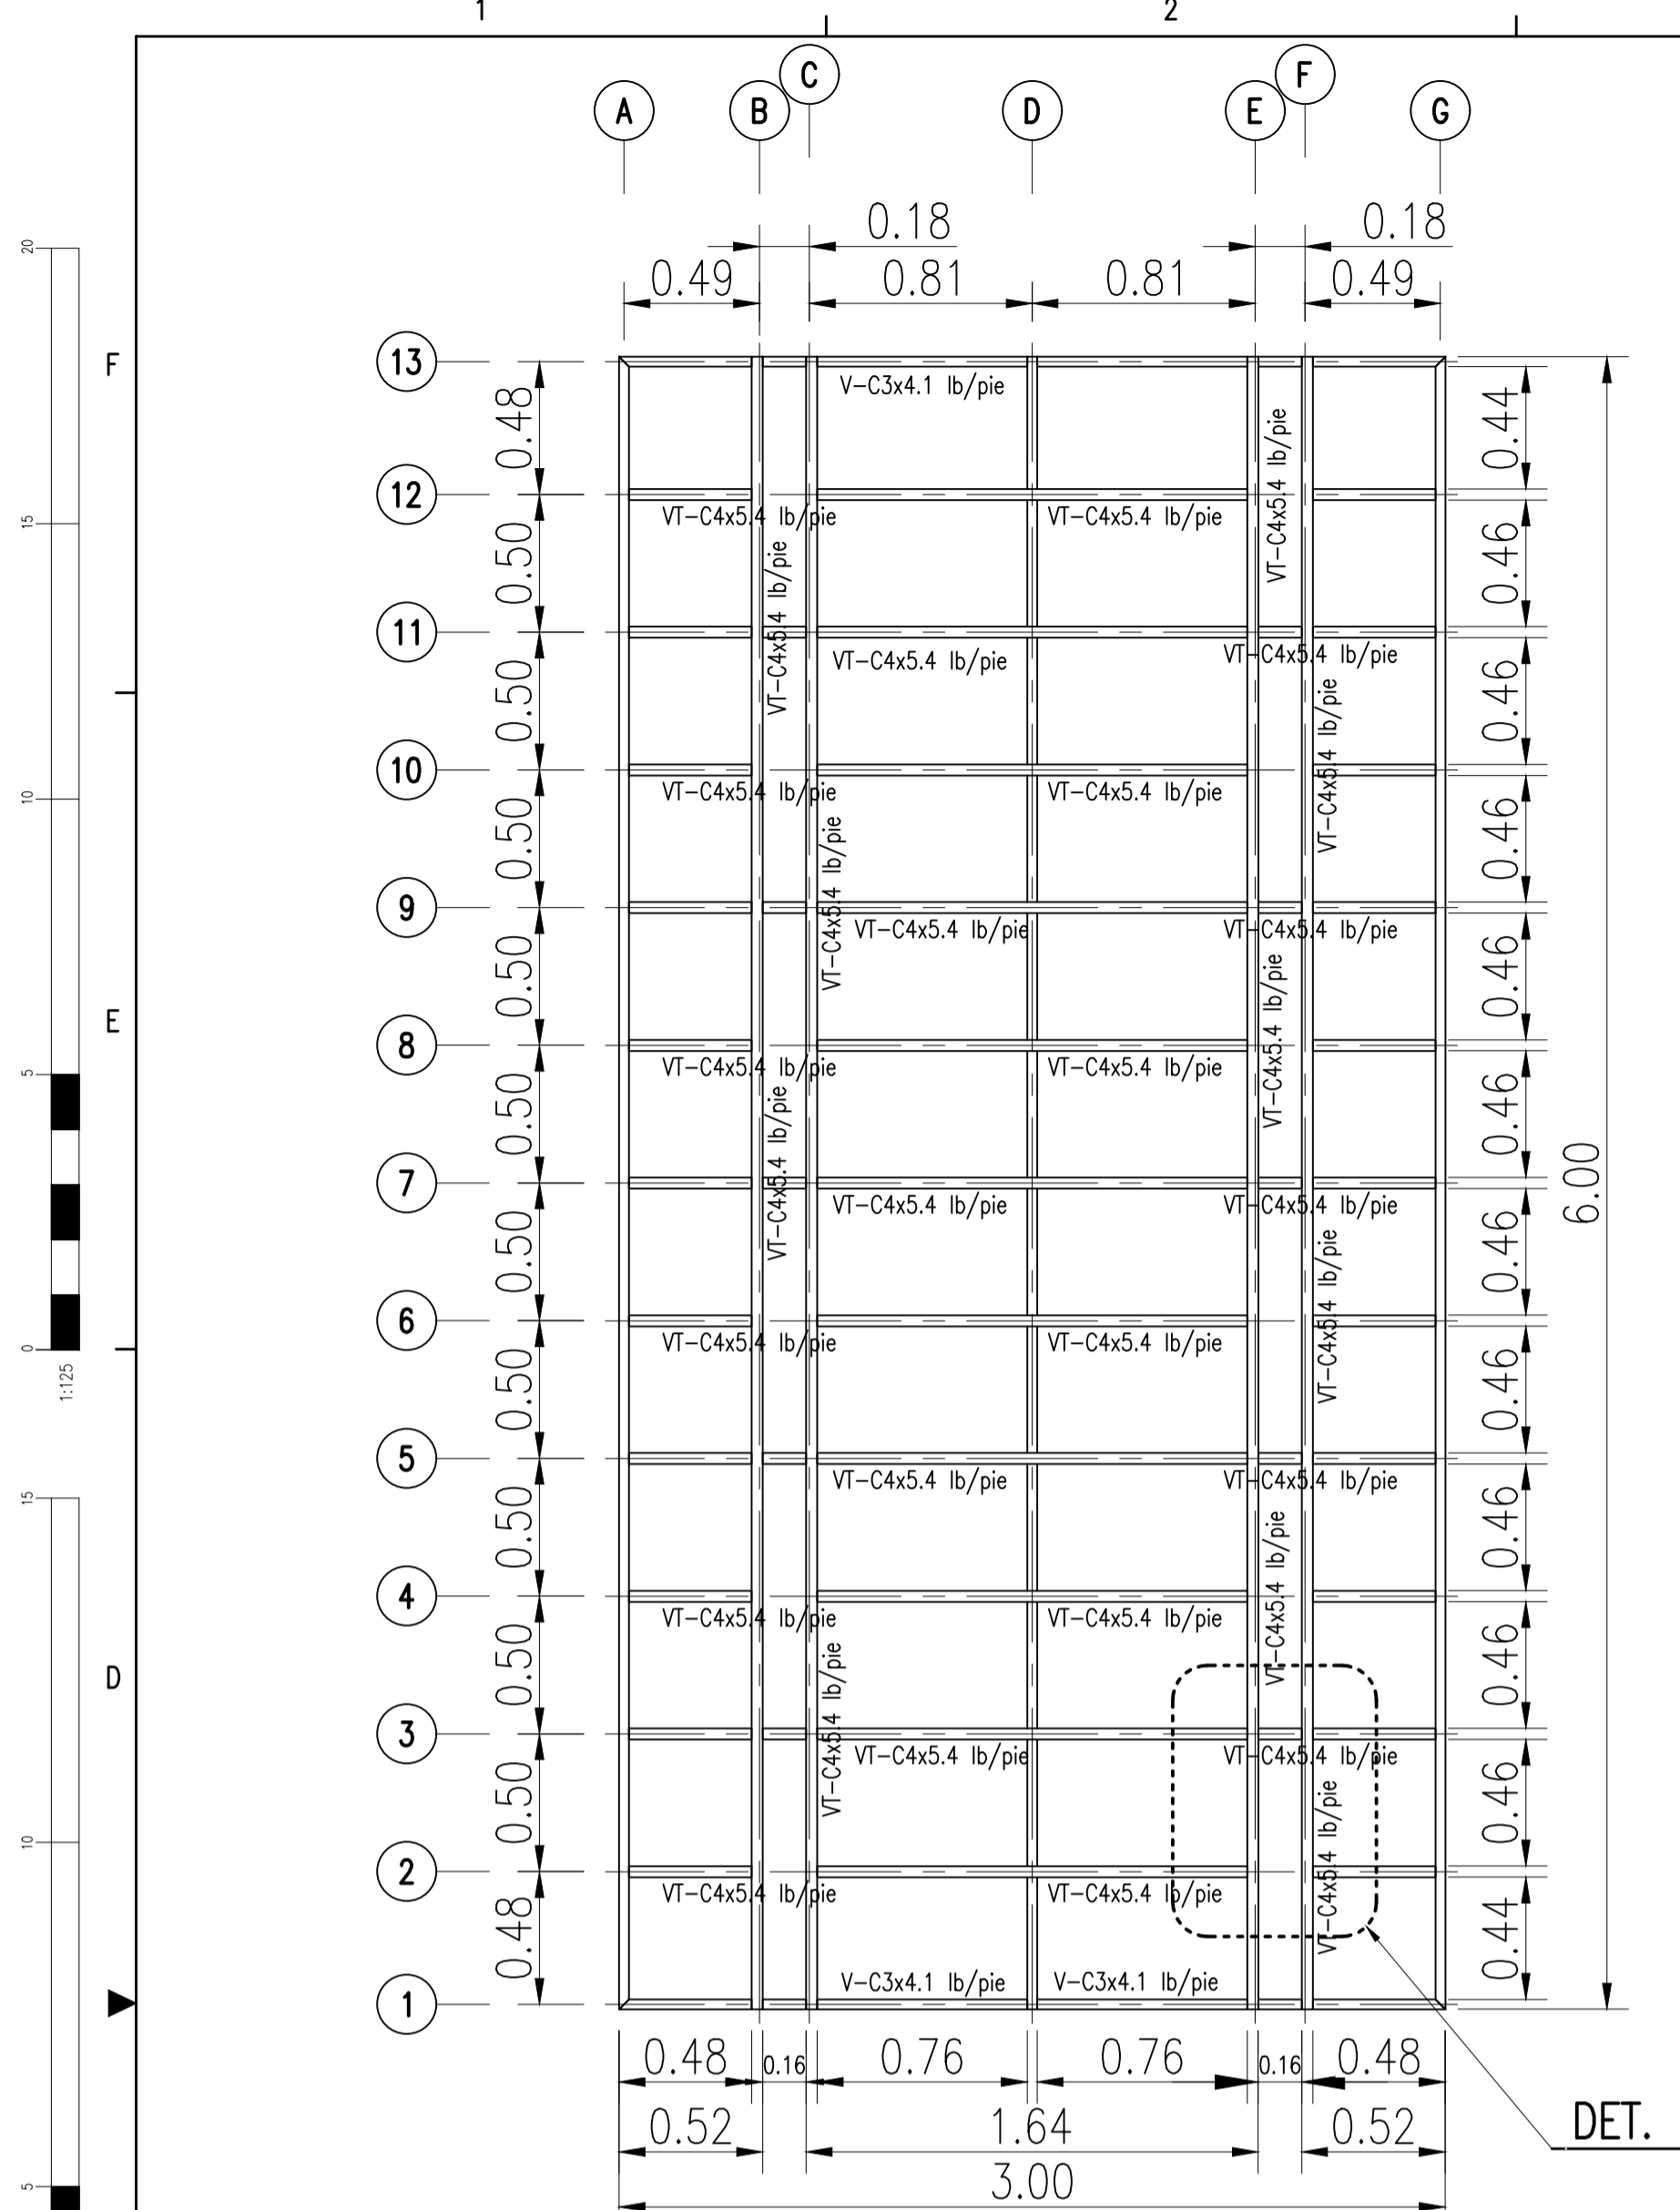 1 2
C F
A B D E G
0.18 0.18
0.49 0.81 0.81 0.49
20
F
13
V-C3x4.1 lb/pie
0.48 0.44
VT-C4x5.4 lb/pie
12
VT-C4x5.4 lb/pie VT-C4x5.4 lb/pie
15
0.50 0.46
VT-C4x5.4 lb/pie
11
VT-C4x5.4 lb/pie VT-C4x5.4 lb/pie
0.50 0.46
VT-C4x5.4 lb/pie
10
VT-C4x5.4 lb/pie VT-C4x5.4 lb/pie
10
0.50 0.46
VT-C4x5.4 lb/pie
9
VT-C4x5.4 lb/pie VT-C4x5.4 lb/pie
0.50 0.46
VT-C4x5.4 lb/pie
E
8
VT-C4x5.4 lb/pie VT-C4x5.4 lb/pie
5
0.50 0.46
VT-C4x5.4 lb/pie
6.00
7
VT-C4x5.4 lb/pie VT-C4x5.4 lb/pie
0.50 0.46
VT-C4x5.4 lb/pie
6
VT-C4x5.4 lb/pie VT-C4x5.4 lb/pie
0
1:125
0.50 0.46
5
VT-C4x5.4 lb/pie VT-C4x5.4 lb/pie
15
0.50 0.46
VT-C4x5.4 lb/pie
4
VT-C4x5.4 lb/pie VT-C4x5.4 lb/pie
D
0.50 0.46
VT-C4x5.4 lb/pie
3
VT-C4x5.4 lb/pie VT-C4x5.4 lb/pie
10
0.50 0.46
VT-C4x5.4 lb/pie
2
VT-C4x5.4 lb/pie VT-C4x5.4 lb/pie
0.48 0.44
V-C3x4.1 lb/pie V-C3x4.1 lb/pie
1
0.48 0.16 0.76 0.76 0.16 0.48
0.52 1.64 0.52
DET.
3.00
5